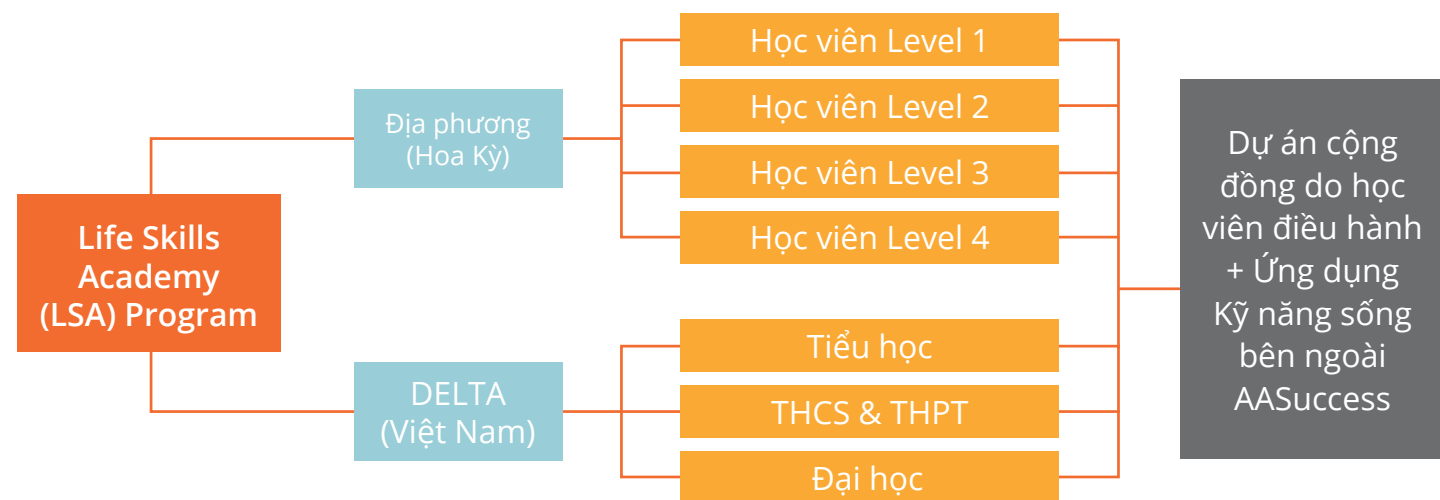 Life Skills
Academy
(LSA) Program
Địa phương
(Hoa Kỳ)
Học viên Level 1
Học viên Level 2
Học viên Level 3
Học viên Level 4
DELTA
(Việt Nam)
Tiểu học
THCS & THPT
Đại học
Dự án cộng
đồng do học
viên điều hành
+ Ứng dụng
Kỹ năng sống
bên ngoài
AASuccess